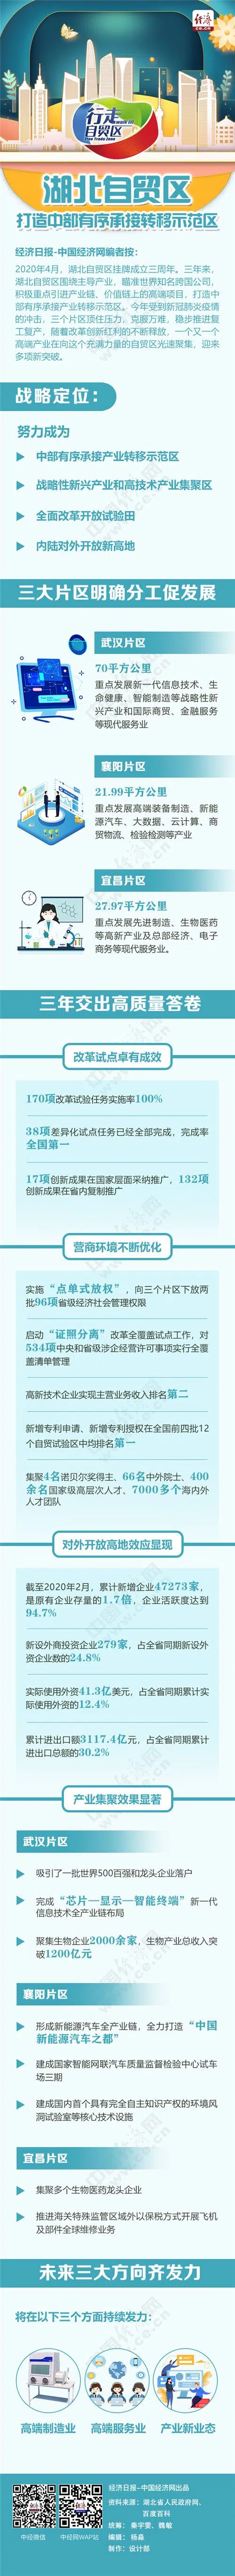 经济
行走
自贸区
Free Trade Zone
湖北自贸区
打造中部有序承接转移示范区
经济日报-中国经济网编者按：
2020年4月，湖北自贸区挂牌成立三周年。三年来，
湖北自贸区围绕主导产业，瞄准世界知名跨国公司，
积极重点引进产业链、价值链上的高端项目，打造中
部有序承接产业转移示范区。今年受到新冠肺炎疫情
的冲击，三个片区顶住压力，克服万难，稳步推进复
工复产，随着改革创新红利的不断释放，一个又一个
高端产业在向这个充满力量的自贸区光速聚集，迎来
多项新突破。
战略定位：
努力成为
中部有序承接产业转移示范区
战略性新兴产业和高技术产业集聚区
全面改革开放试验田
内陆对外开放新高地
三大片区明确分工促发展
武汉片区
70平方公里
重点发展新一代信息技术、生
命健康、智能制造等战略性新
兴产业和国际商贸、金融服务
等现代服务业
襄阳片区
21.99平方公里
重点发展高端装备制造、新能
源汽车、大数据、云计算、商
贸物流、检验检测等产业
宜昌片区
27.97平方公里
重点发展先进制造、生物医药
等高新产业及总部经济、电子
商务等现代服务业。
三年交出高质量答卷
改革试点卓有成效
170项改革试验任务实施率100%
38项差异化试点任务已经全部完成，完成率
全国第一
17项创新成果在国家层面采纳推广，132项
创新成果在省内复制推广
营商环境不断优化
实施“点单式放权”，向三个片区下放两
批96项省级经济社会管理权限
启动“证照分离”改革全覆盖试点工作，对
534项中央和省级涉企经营许可事项实行全覆
盖清单管理
高新技术企业实现主营业务收入排名第二
新增专利申请、新增专利授权在全国前四批12
个自贸试验区中均排名第一
集聚4名诺贝尔奖得主、66名中外院士、400
余名国家级高层次人才、7000多个海内外
人才团队
对外开放高地效应显现
截至2020年2月，累计新增企业47273家，
是原有企业存量的1.7倍，企业活跃度达到
94.7%
新设外商投资企业279家，占全省同期新设外
资企业数的24.8%
实际使用外资41.3亿美元，占全省同期累计实
际使用外资的12.4%
累计进出口额3117.4亿元，占全省同期累计
进出口总额的30.2%
产业集聚效果显著
武汉片区
吸引了一批世界500百强和龙头企业落户
完成“芯片—显示—智能终端”新一代
信息技术全产业链布局
聚集生物企业2000余家，生物产业总收入突
破1200亿元
襄阳片区
形成新能源汽车全产业链，全力打造“中国
新能源汽车之都”
建成国家智能网联汽车质量监督检验中心试车
场三期
建成国内首个具有完全自主知识产权的环境风
洞试验室等核心技术设施
宜昌片区
集聚多个生物医药龙头企业
推进海关特殊监管区域外以保税方式开展飞机
及部件全球维修业务
未来三大方向齐发力
将在以下三个方面持续发力：
高端制造业
高端服务业
产业新业态
中经微信
中经网WAP站
经济日报-中国经济网出品
资料来源：湖北省人民政府网、
百度百科
统筹：秦宇雯、魏敏
编辑：杨淼
制作：设计部